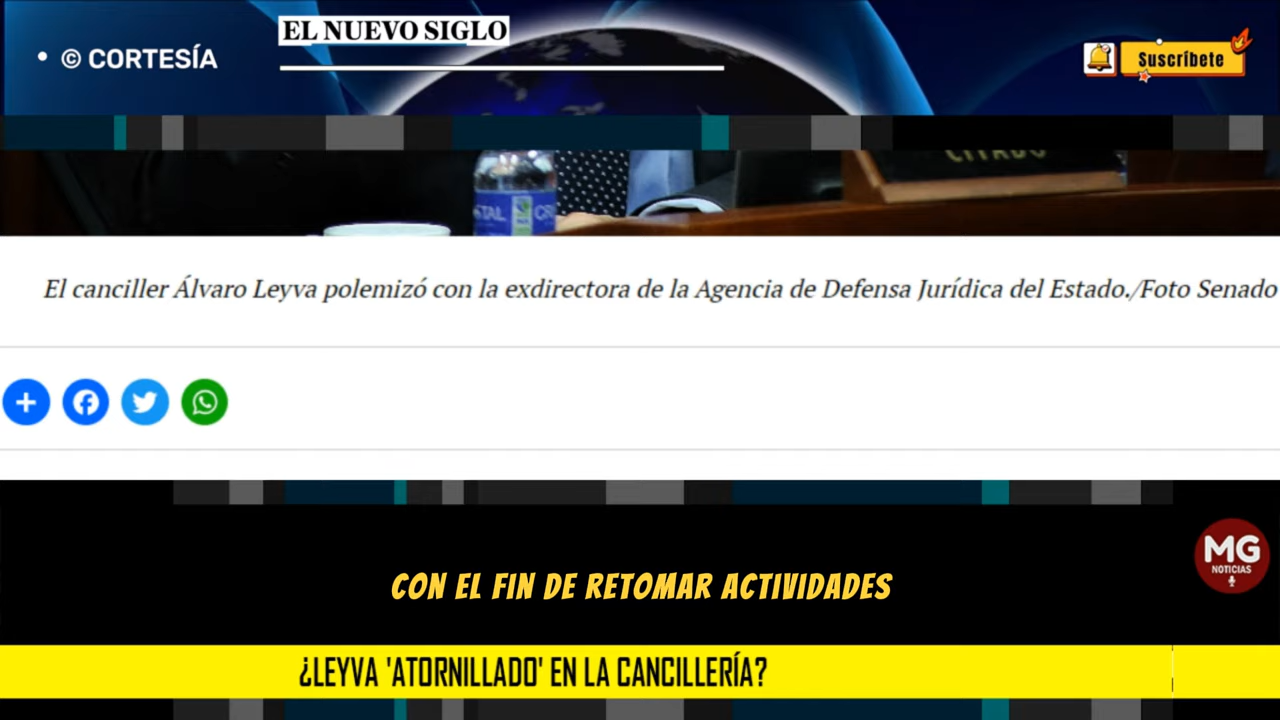 EL NUEVO SIGLO
• © CORTESÍA
Suscríbete
CITADO
El canciller Álvaro Leyva polemizó con la exdirectora de la Agencia de Defensa Jurídica del Estado./Foto Senado
MG
NOTICIAS
CON EL FIN DE RETOMAR ACTIVIDADES
¿LEYVA 'ATORNILLADO' EN LA CANCILLERÍA?